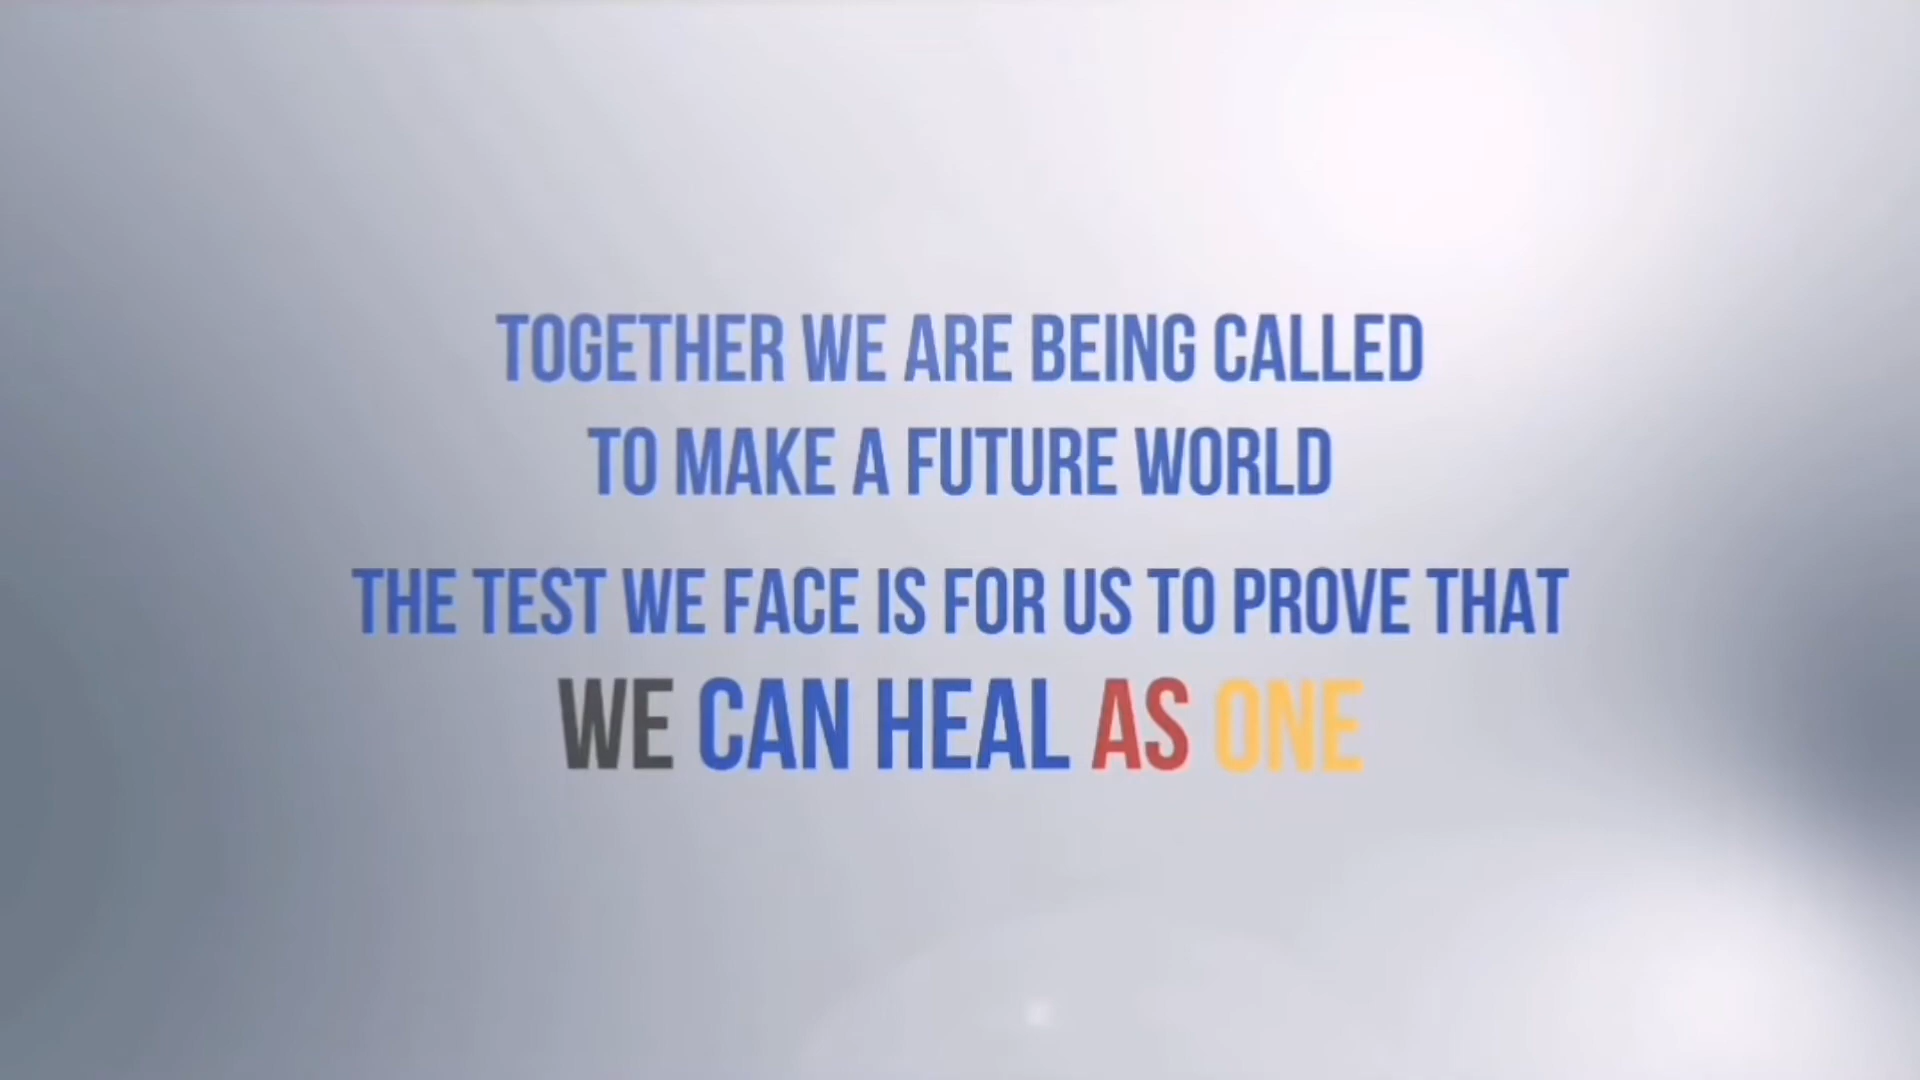 TOGETHER WE ARE BEING CALLED
TO MAKE A FUTURE WORLD
THE TEST WE FACE IS FOR US TO PROVE THAT
WE CAN HEAL AS ONE